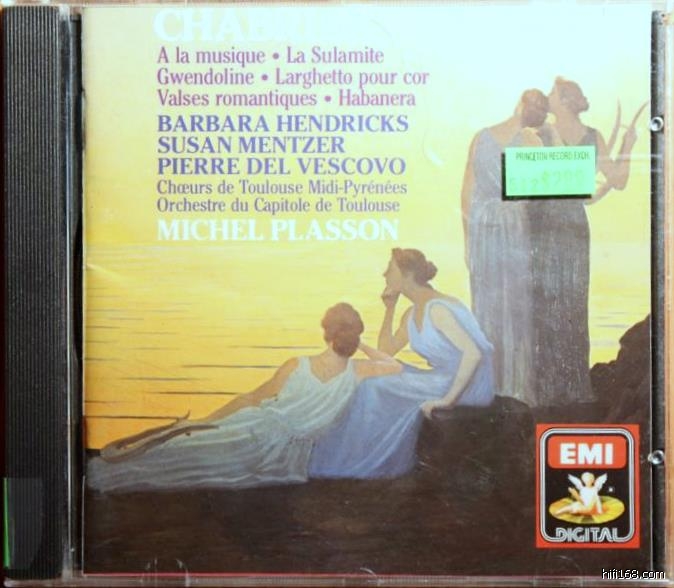 CHABRIER
A la musique • La Sulamite
Gwendoline • Larghetto pour cor
Valses romantiques • Habanera
BARBARA HENDRICKS
SUSAN MENTZER
PIERRE DEL VESCOVO
Chœurs de Toulouse Midi-Pyrénées
Orchestre du Capitole de Toulouse
MICHEL PLASSON
PRINCETON RECORD EXCH.
EMI
DIGITAL
hifi168.com